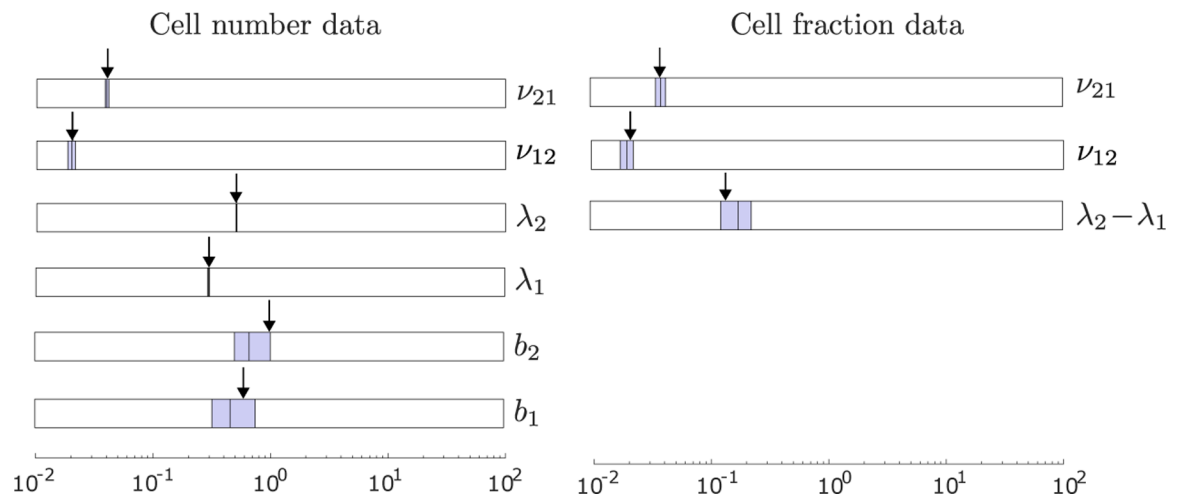 Cell number data
ν₂₁
ν₁₂
λ₂
λ₁
b₂
b₁
10⁻² 10⁻¹ 10⁰ 10¹ 10²
Cell fraction data
ν₂₁
ν₁₂
λ₂−λ₁
10⁻² 10⁻¹ 10⁰ 10¹ 10²